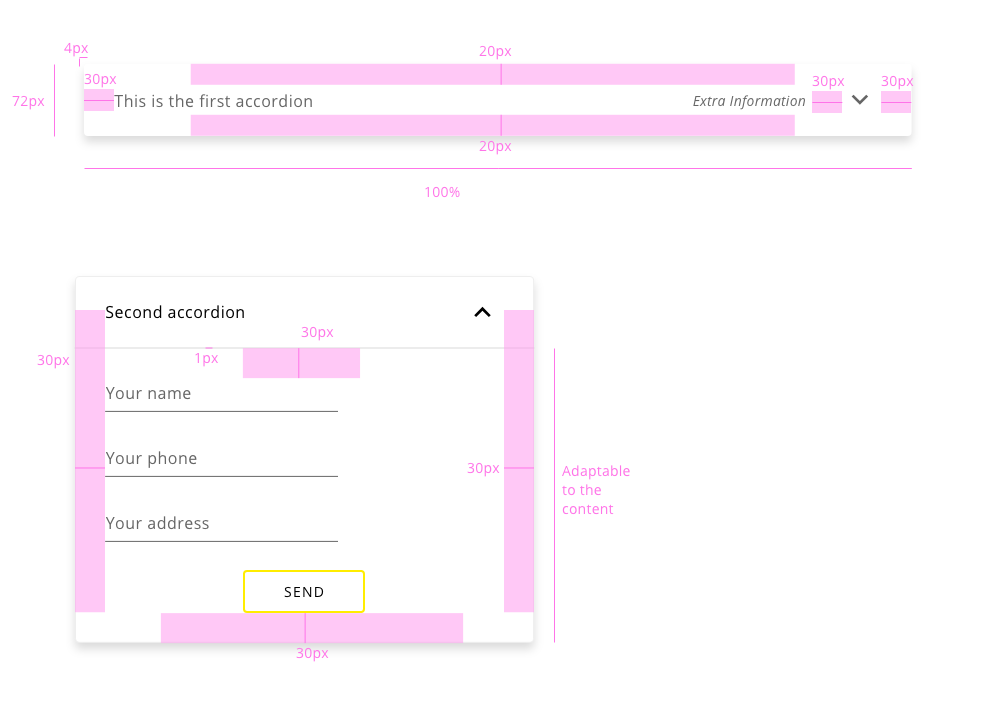 4px
20px
30px
30px
30px
72px
This is the first accordion
Extra Information
20px
100%
Second accordion
30px
1px
30px
Your name
Your phone
30px
Adaptable
to the
content
Your address
SEND
30px